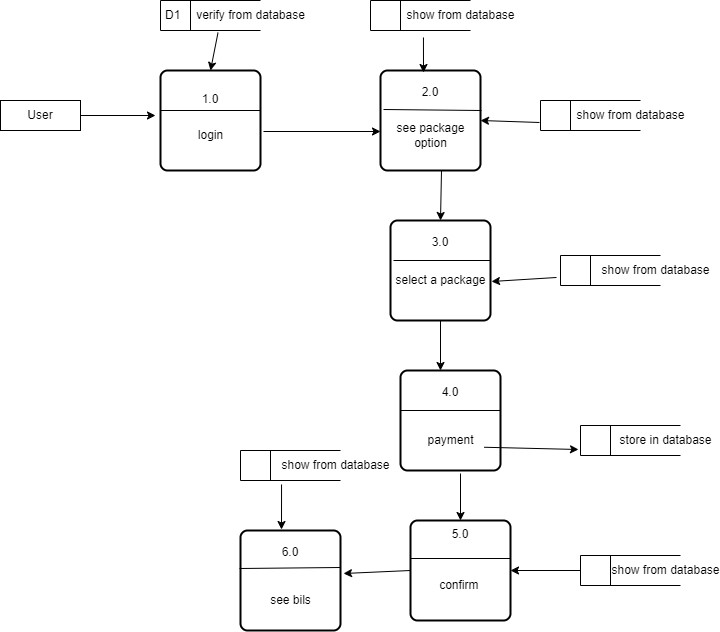 D1 verify from database
show from database
1.0
login
2.0
see package
option
User
show from database
3.0
select a package
show from database
4.0
payment
store in database
show from database
5.0
confirm
show from database
6.0
see bils